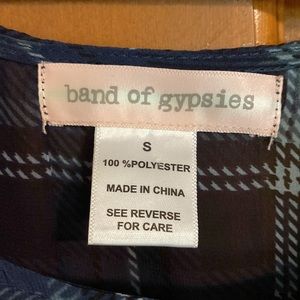 band of gypsies
S
100 %POLYESTER
MADE IN CHINA
SEE REVERSE
FOR CARE